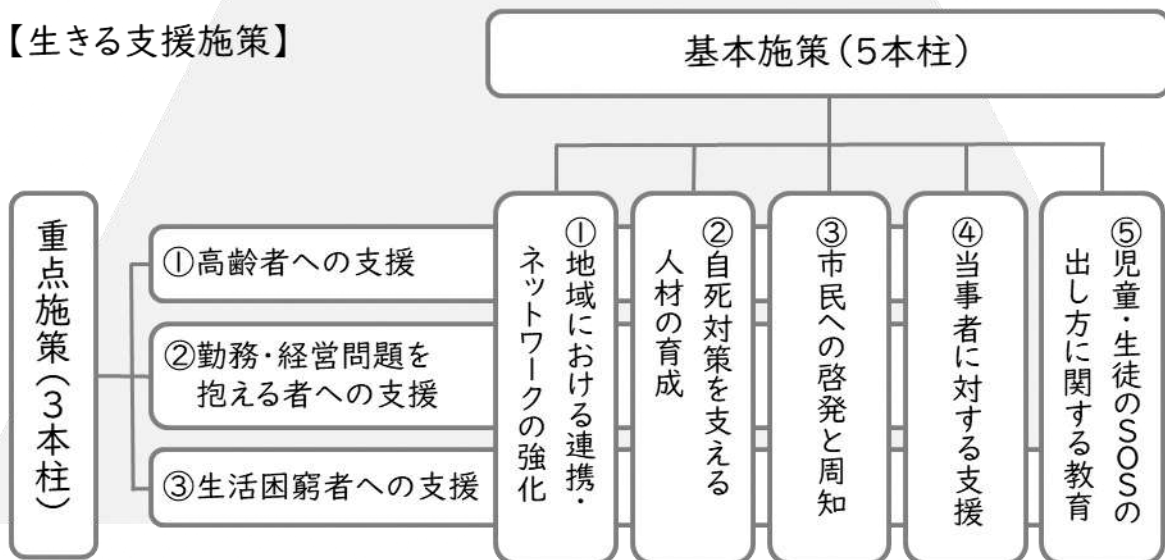 【生きる支援施策】
基本施策（5本柱）
重点施策（3本柱）
①高齢者への支援
②勤務・経営問題を
抱える者への支援
③生活困窮者への支援
①地域における連携・
ネットワークの強化
②自死対策を支える
人材の育成
③市民への啓発と周知
④当事者に対する支援
⑤児童・生徒のSOSの
出し方に関する教育